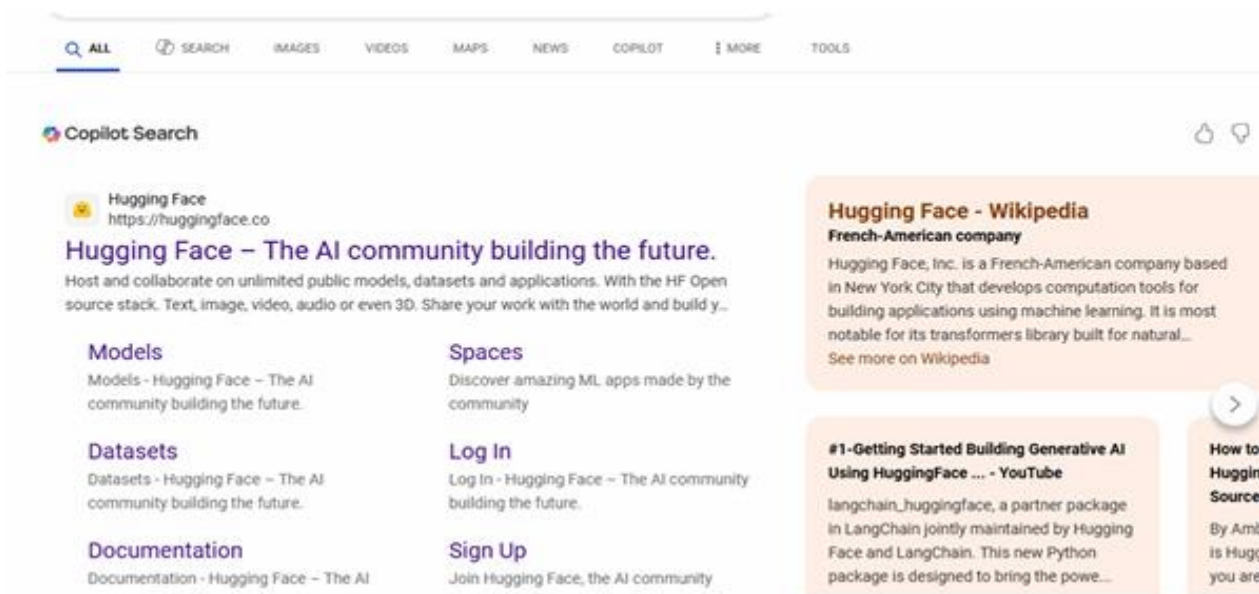 ALL SEARCH IMAGES VIDEOS MAPS NEWS COPILOT MORE TOOLS
Copilot Search
Hugging Face
https://huggingface.co
Hugging Face – The AI community building the future.
Host and collaborate on unlimited public models, datasets and applications. With the HF Open
source stack. Text, image, video, audio or even 3D. Share your work with the world and build y...
Models
Models - Hugging Face – The AI
community building the future.
Spaces
Discover amazing ML apps made by the
community
Datasets
Datasets - Hugging Face – The AI
community building the future.
Log In
Log In - Hugging Face – The AI community
building the future.
Documentation
Documentation - Hugging Face – The AI
Sign Up
Join Hugging Face, the AI community
Hugging Face - Wikipedia
French-American company
Hugging Face, Inc. is a French-American company based
in New York City that develops computation tools for
building applications using machine learning. It is most
notable for its transformers library built for natural...
See more on Wikipedia
#1-Getting Started Building Generative AI
Using HuggingFace ... - YouTube
langchain_huggingface, a partner package
in LangChain jointly maintained by Hugging
Face and LangChain. This new Python
package is designed to bring the powe...
How to
Huggin
Source
By Amb
is Hugg
you are